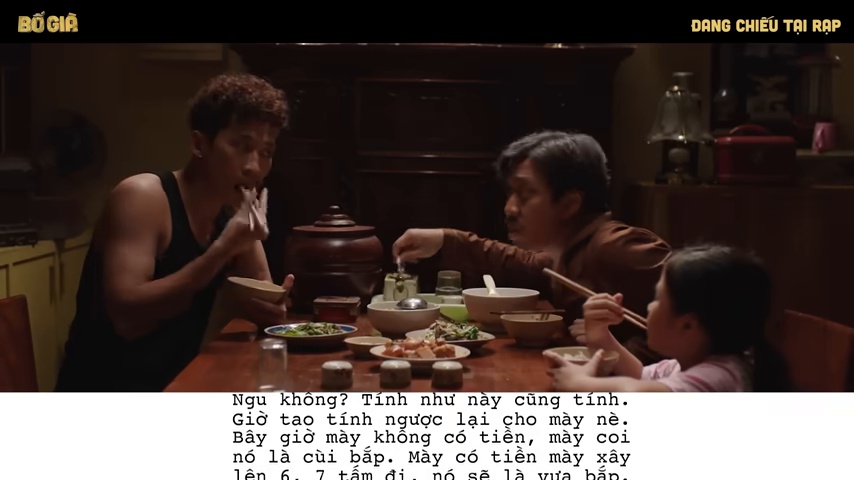 BỐ GIÀ
ĐANG CHIẾU TẠI RẠP
Ngu không? Tính như này cũng tính.
Giờ tao tính ngược lại cho mày nè.
Bây giờ mày không có tiền, mày coi
nó là cùi bắp. Mày có tiền mày xây
lên 6, 7 tấm đi, nó sẽ là vựa bắp.